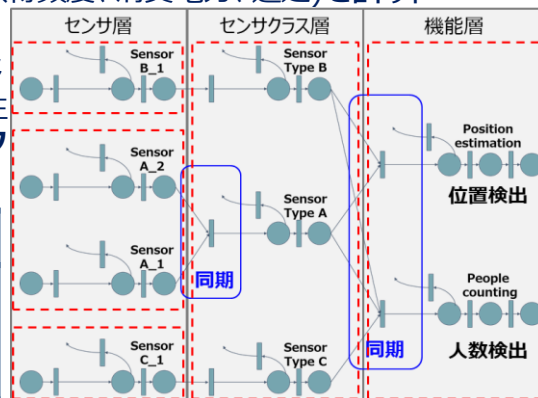 センサ層
センサクラス層
機能層
Sensor
B_1
Sensor
Type B
Sensor
A_2
Position
estimation
位置検出
Sensor
Type A
Sensor
A_1
同期
People
counting
人数検出
同期
Sensor
C_1
Sensor
Type C